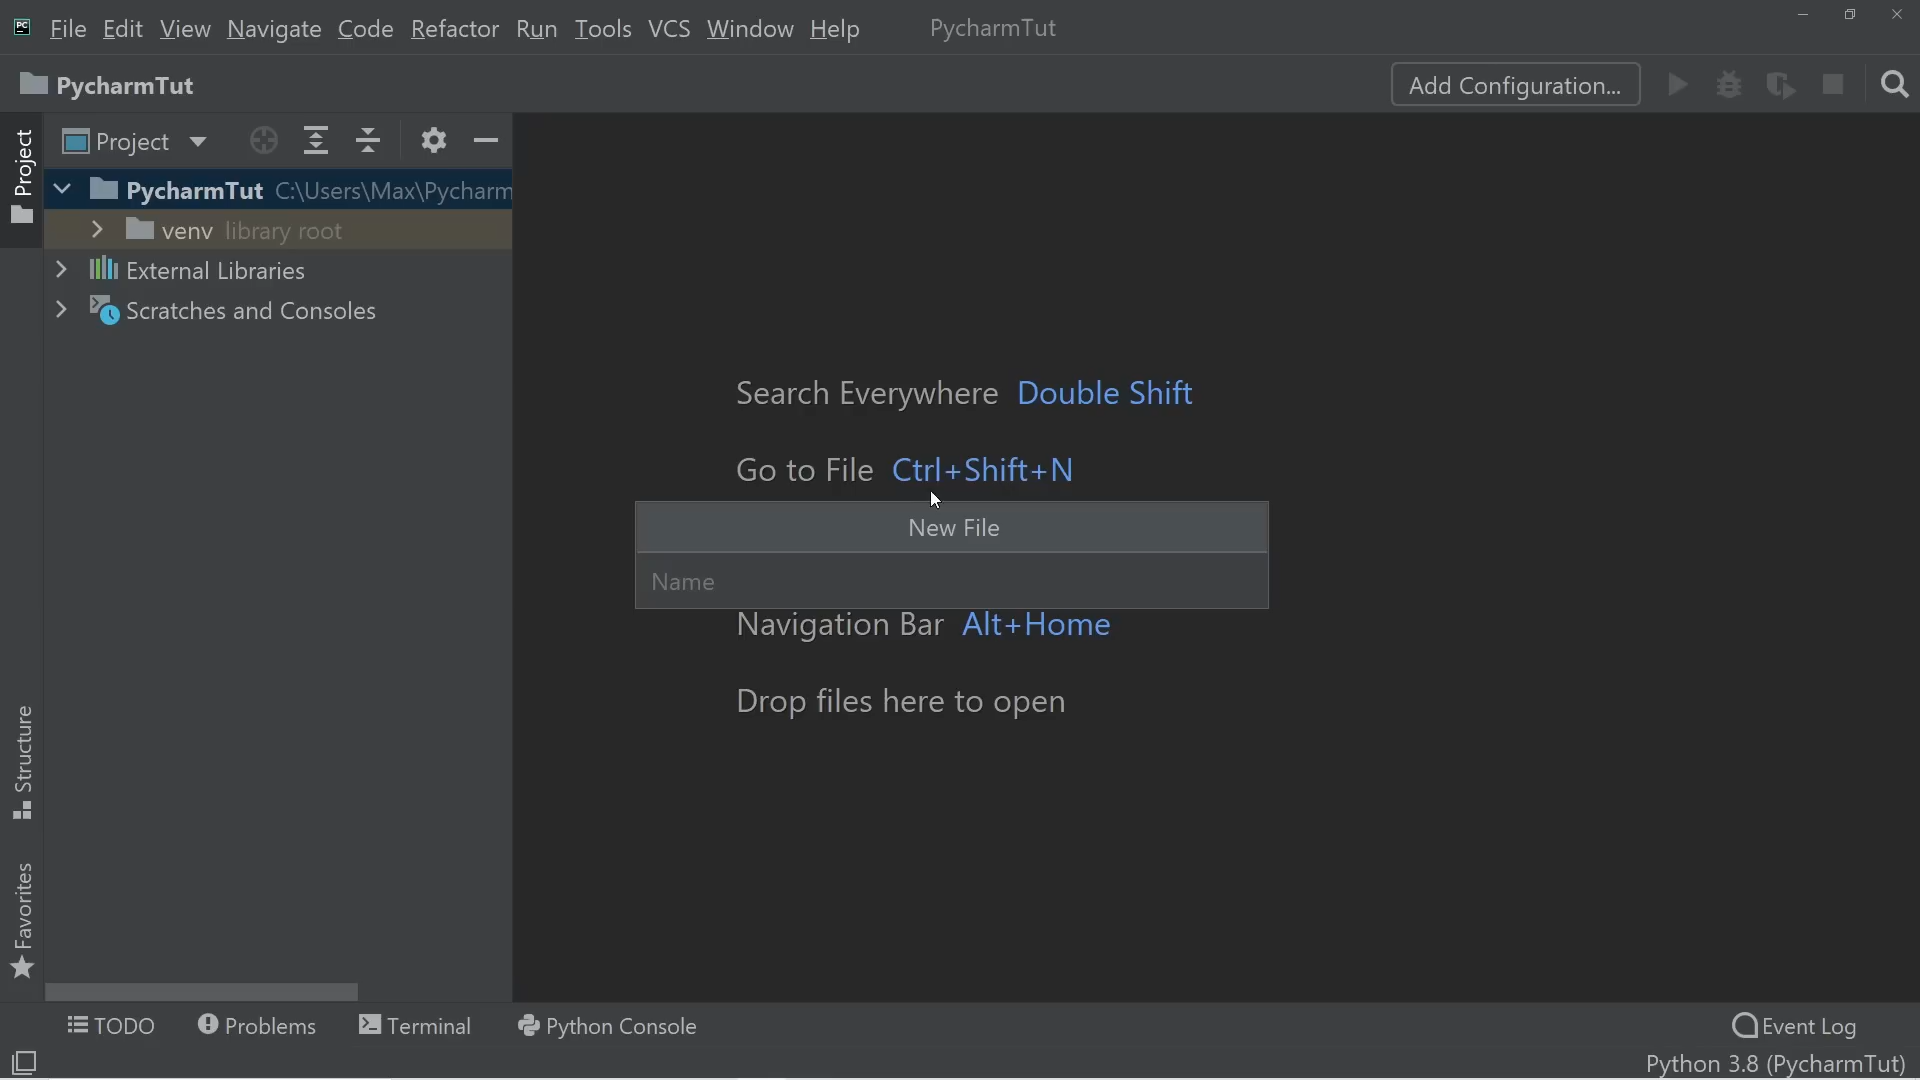 PC File Edit View Navigate Code Refactor Run Tools VCS Window Help PycharmTut
PycharmTut Add Configuration...
Project
Project
PycharmTut C:\Users\Max\Pycharm
venv library root
External Libraries
Scratches and Consoles
Search Everywhere Double Shift
Go to File Ctrl+Shift+N
New File
Name
Navigation Bar Alt+Home
Drop files here to open
Structure
Favorites
TODO Problems Terminal Python Console Event Log
Python 3.8 (PycharmTut)